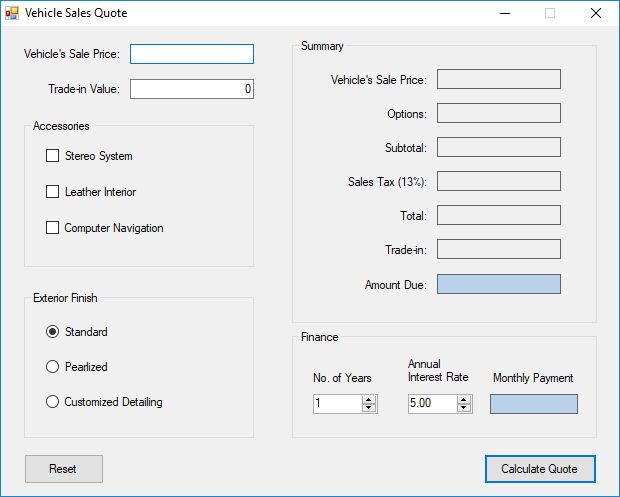 Vehicle Sales Quote
Vehicle's Sale Price:
Trade-in Value:
0
Accessories
Stereo System
Leather Interior
Computer Navigation
Exterior Finish
Standard
Pearlized
Customized Detailing
Reset
Summary
Vehicle's Sale Price:
Options:
Subtotal:
Sales Tax (13%):
Total:
Trade-in:
Amount Due:
Finance
No. of Years
1
Annual
Interest Rate
5.00
Monthly Payment
Calculate Quote